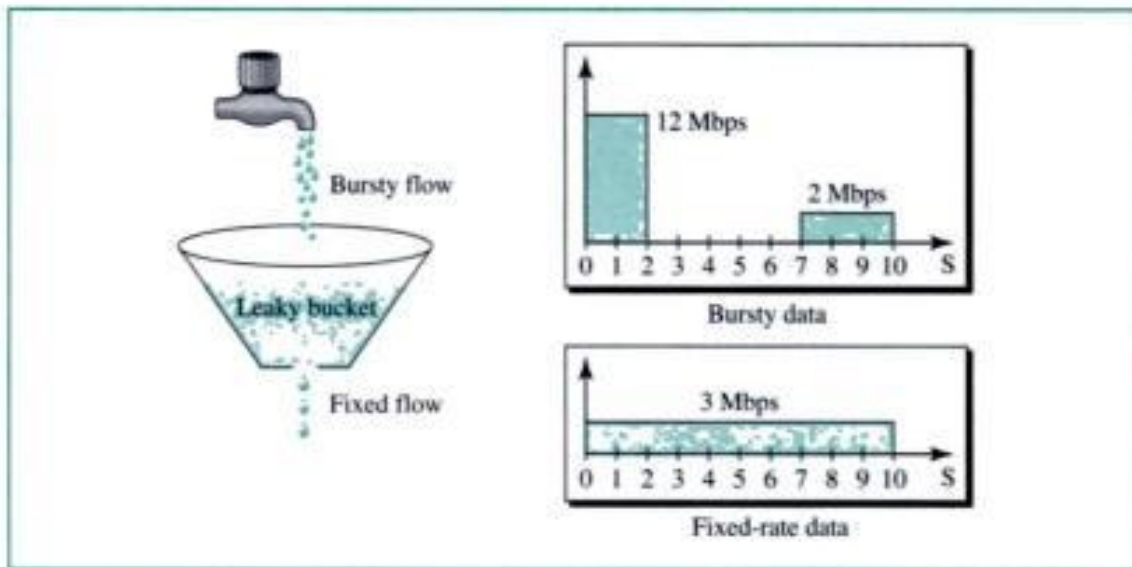 Bursty flow
Leaky bucket
Fixed flow
12 Mbps
2 Mbps
0 1 2 3 4 5 6 7 8 9 10 S
Bursty data
3 Mbps
0 1 2 3 4 5 6 7 8 9 10 S
Fixed-rate data